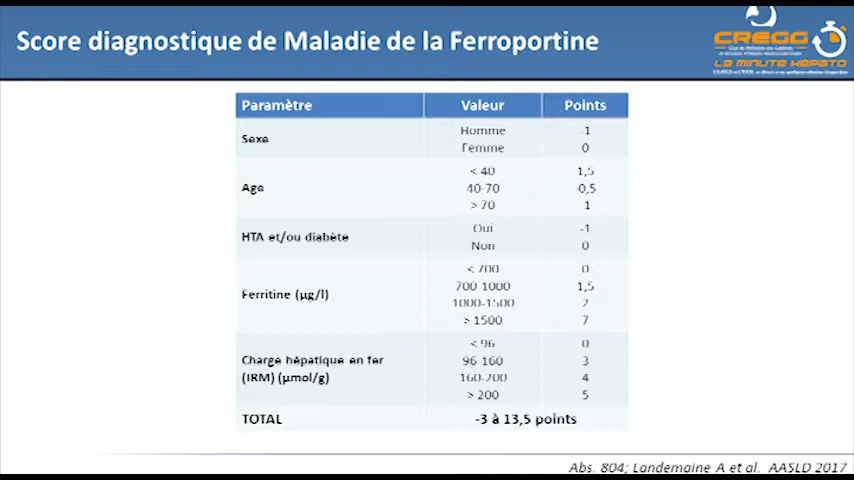 Score diagnostique de Maladie de la Ferroportine
CREGG
LA MINUTE HÉPATO
Paramètre Valeur Points
Sexe Homme -1
Femme 0
Age < 40 1,5
40-70 -0,5
> 70 1
HTA et/ou diabète Oui -1
Non 0
Ferritine (µg/l) < 700 0
700-1000 1,5
1000-1500 2
> 1500 7
Charge hépatique en fer (IRM) (µmol/g) < 96 0
96-160 3
160-200 4
> 200 5
TOTAL -3 à 13,5 points
Abs. 804; Landemaine A et al. AASLD 2017